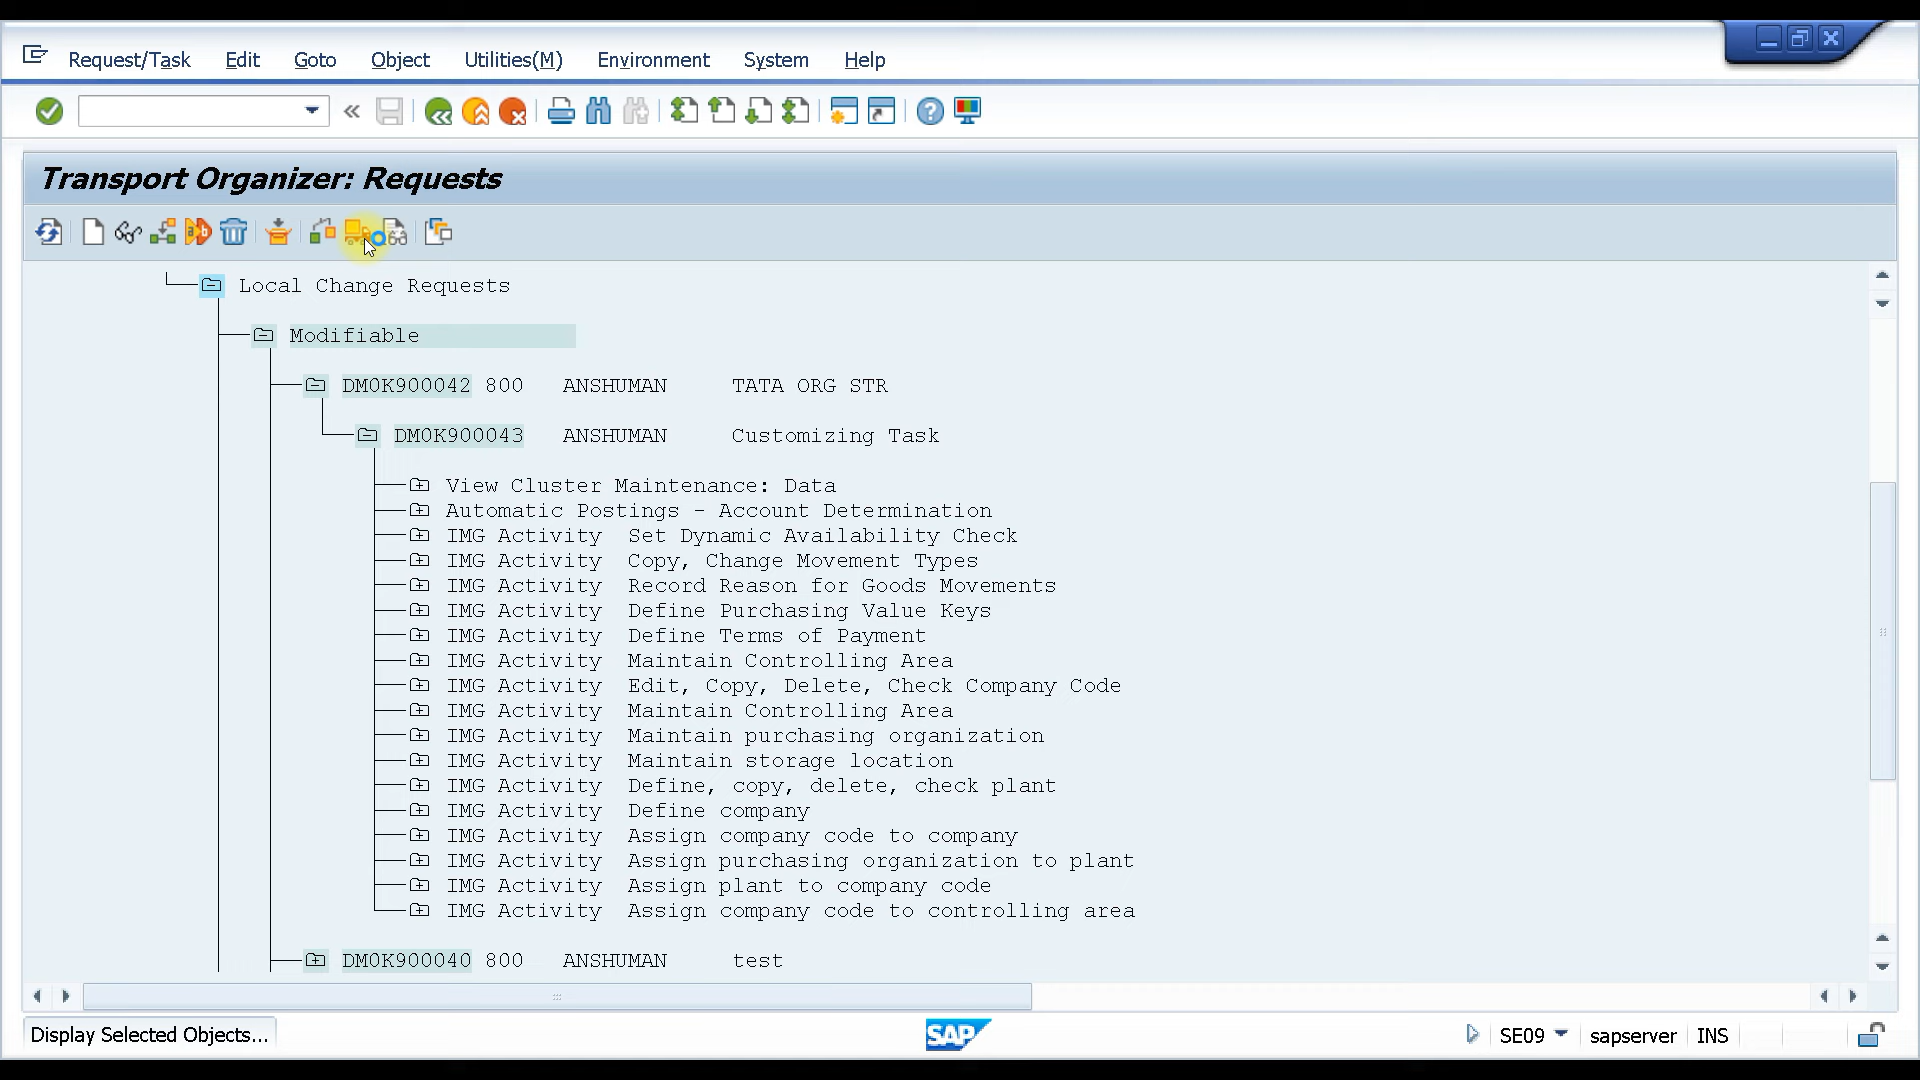 Request/Task Edit Goto Object Utilities(M) Environment System Help
Transport Organizer: Requests
Local Change Requests
Modifiable
DM0K900042 800 ANSHUMAN TATA ORG STR
DM0K900043 ANSHUMAN Customizing Task
View Cluster Maintenance: Data
Automatic Postings - Account Determination
IMG Activity Set Dynamic Availability Check
IMG Activity Copy, Change Movement Types
IMG Activity Record Reason for Goods Movements
IMG Activity Define Purchasing Value Keys
IMG Activity Define Terms of Payment
IMG Activity Maintain Controlling Area
IMG Activity Edit, Copy, Delete, Check Company Code
IMG Activity Maintain Controlling Area
IMG Activity Maintain purchasing organization
IMG Activity Maintain storage location
IMG Activity Define, copy, delete, check plant
IMG Activity Define company
IMG Activity Assign company code to company
IMG Activity Assign purchasing organization to plant
IMG Activity Assign plant to company code
IMG Activity Assign company code to controlling area
DM0K900040 800 ANSHUMAN test
Display Selected Objects... SAP SE09 sapserver INS